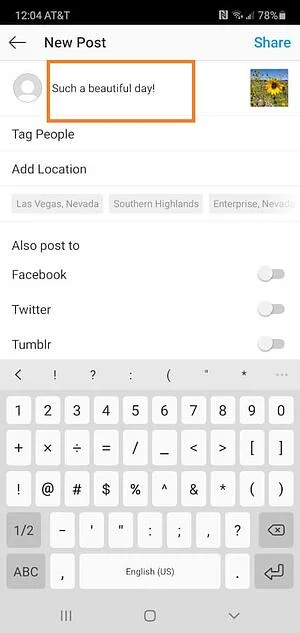 12:04 AT&T 78%
New Post Share
Such a beautiful day!
Tag People
Add Location
Las Vegas, Nevada Southern Highlands Enterprise, Nevada
Also post to
Facebook
Twitter
Tumblr
< ! ? : ( " * ...
1 2 3 4 5 6 7 8 9 0
+ × ÷ = / _ < > [ ]
! @ # $ % ^ & * ( )
1/2 - ' " : ; , ?
ABC , English (US) .